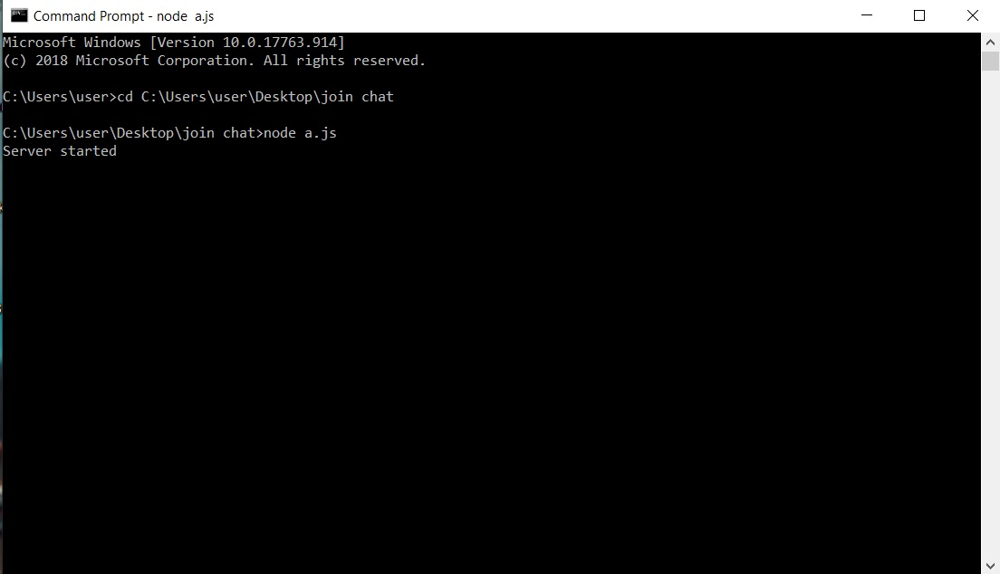 Command Prompt - node  a.js
Microsoft Windows [Version 10.0.17763.914]
(c) 2018 Microsoft Corporation. All rights reserved.
C:\Users\user>cd C:\Users\user\Desktop\join chat
C:\Users\user\Desktop\join chat>node a.js
Server started